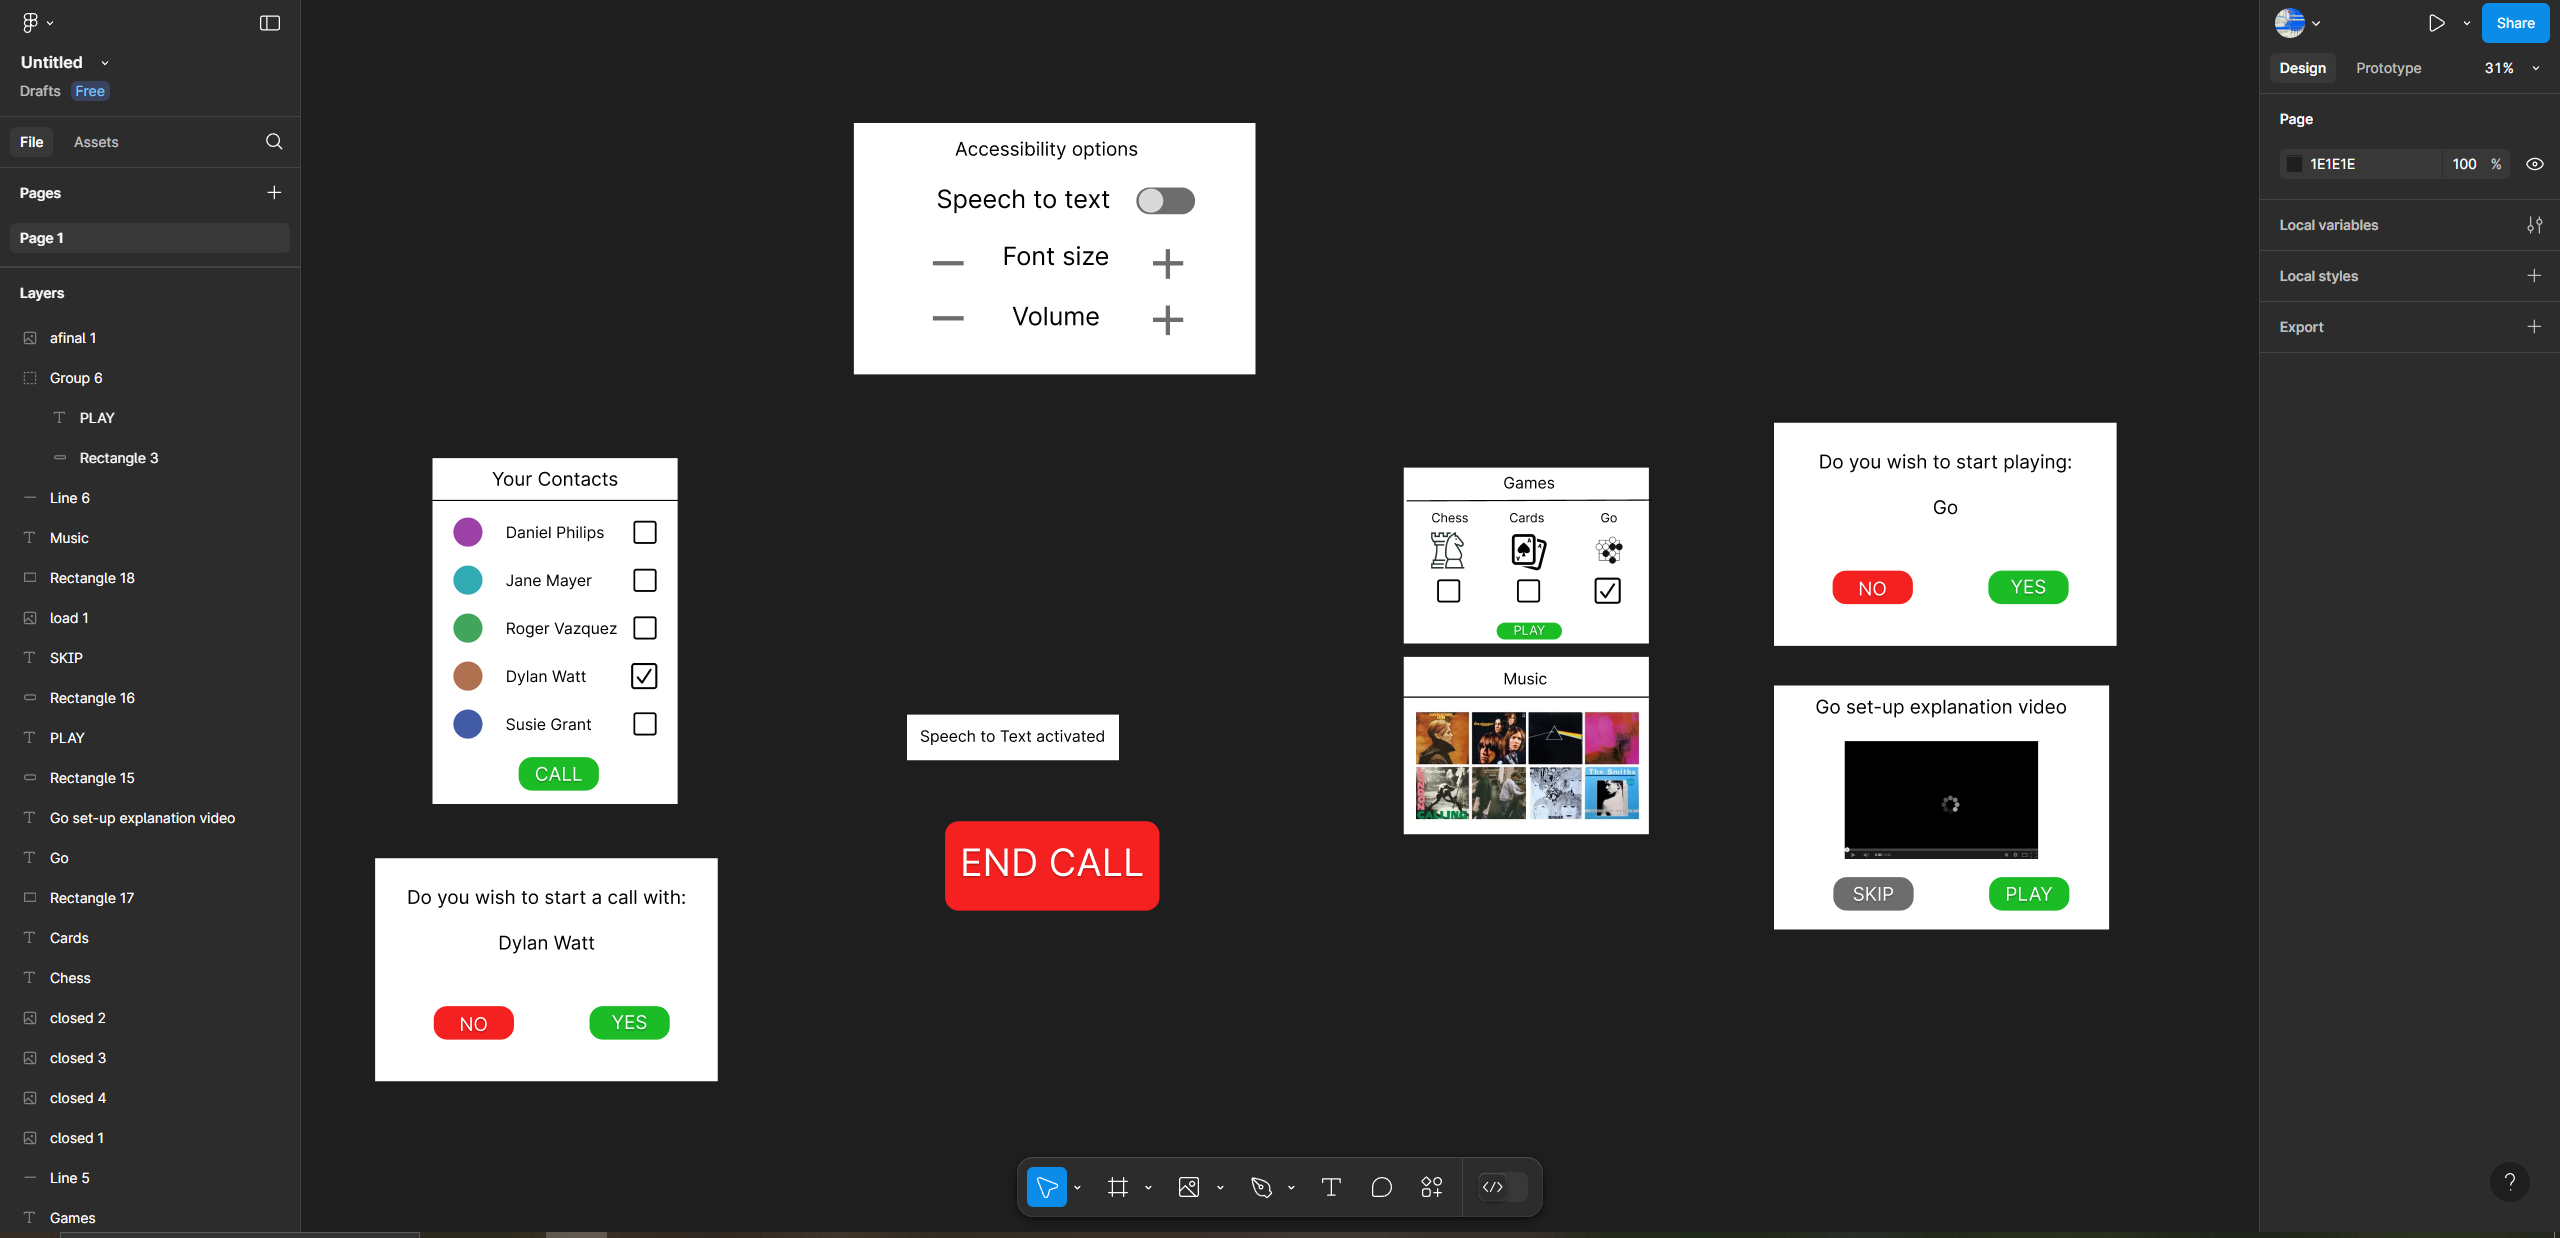 Untitled
Drafts Free
File Assets
Pages
Page 1
Layers
afinal 1
Group 6
PLAY
Rectangle 3
Line 6
Music
Rectangle 18
load 1
SKIP
Rectangle 16
PLAY
Rectangle 15
Go set-up explanation video
Go
Rectangle 17
Cards
Chess
closed 2
closed 3
closed 4
closed 1
Line 5
Games
Accessibility options
Speech to text
Font size
Volume
Your Contacts
Daniel Philips
Jane Mayer
Roger Vazquez
Dylan Watt
Susie Grant
CALL
Do you wish to start a call with:
Dylan Watt
NO YES
Speech to Text activated
END CALL
Games
Chess Cards Go
PLAY
Music
The Clash
LONDON
CALLING
The Smiths
Do you wish to start playing:
Go
NO YES
Go set-up explanation video
SKIP PLAY
Share
Design Prototype 31%
Page
1E1E1E 100 %
Local variables
Local styles
Export
?